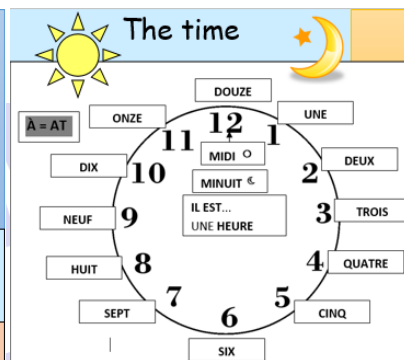 The time
DOUZE
UNE
ONZE
À = AT
12
11
1
MIDI
DIX
10
2
DEUX
MINUIT
NEUF
9
IL EST...
UNE HEURE
3
TROIS
HUIT
8
4
QUATRE
SEPT
7
5
CINQ
6
SIX